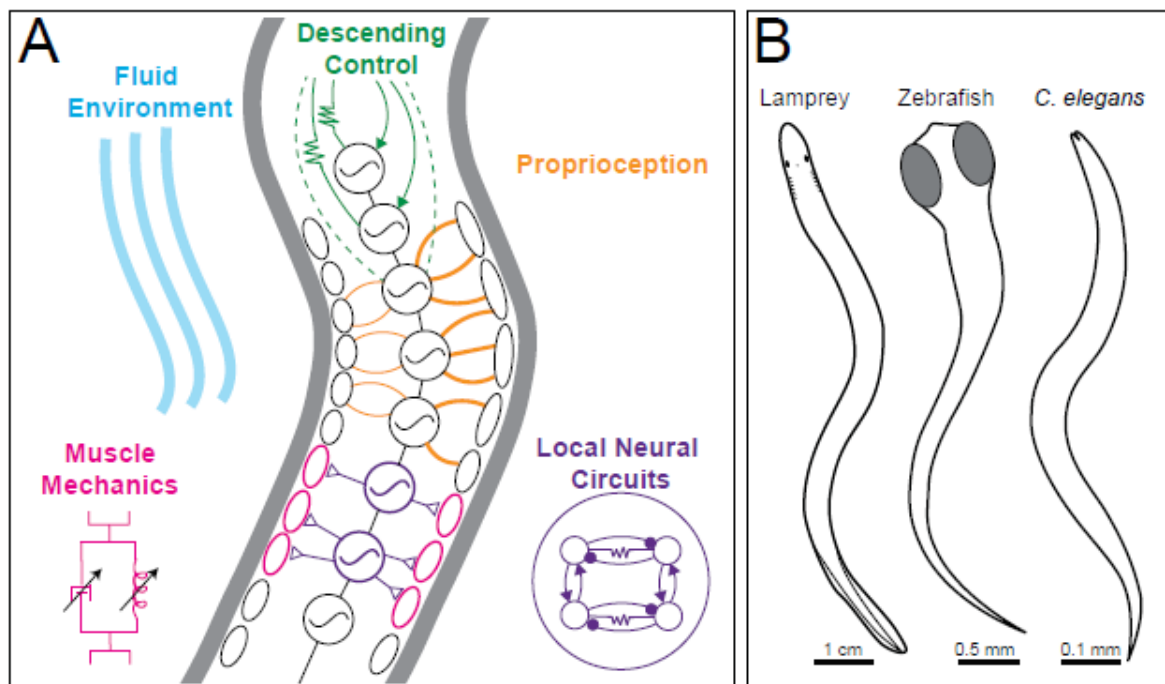 A
Descending
Control
Fluid
Environment
Proprioception
Muscle
Mechanics
Local Neural
Circuits
B
Lamprey
Zebrafish
C. elegans
1 cm
0.5 mm
0.1 mm